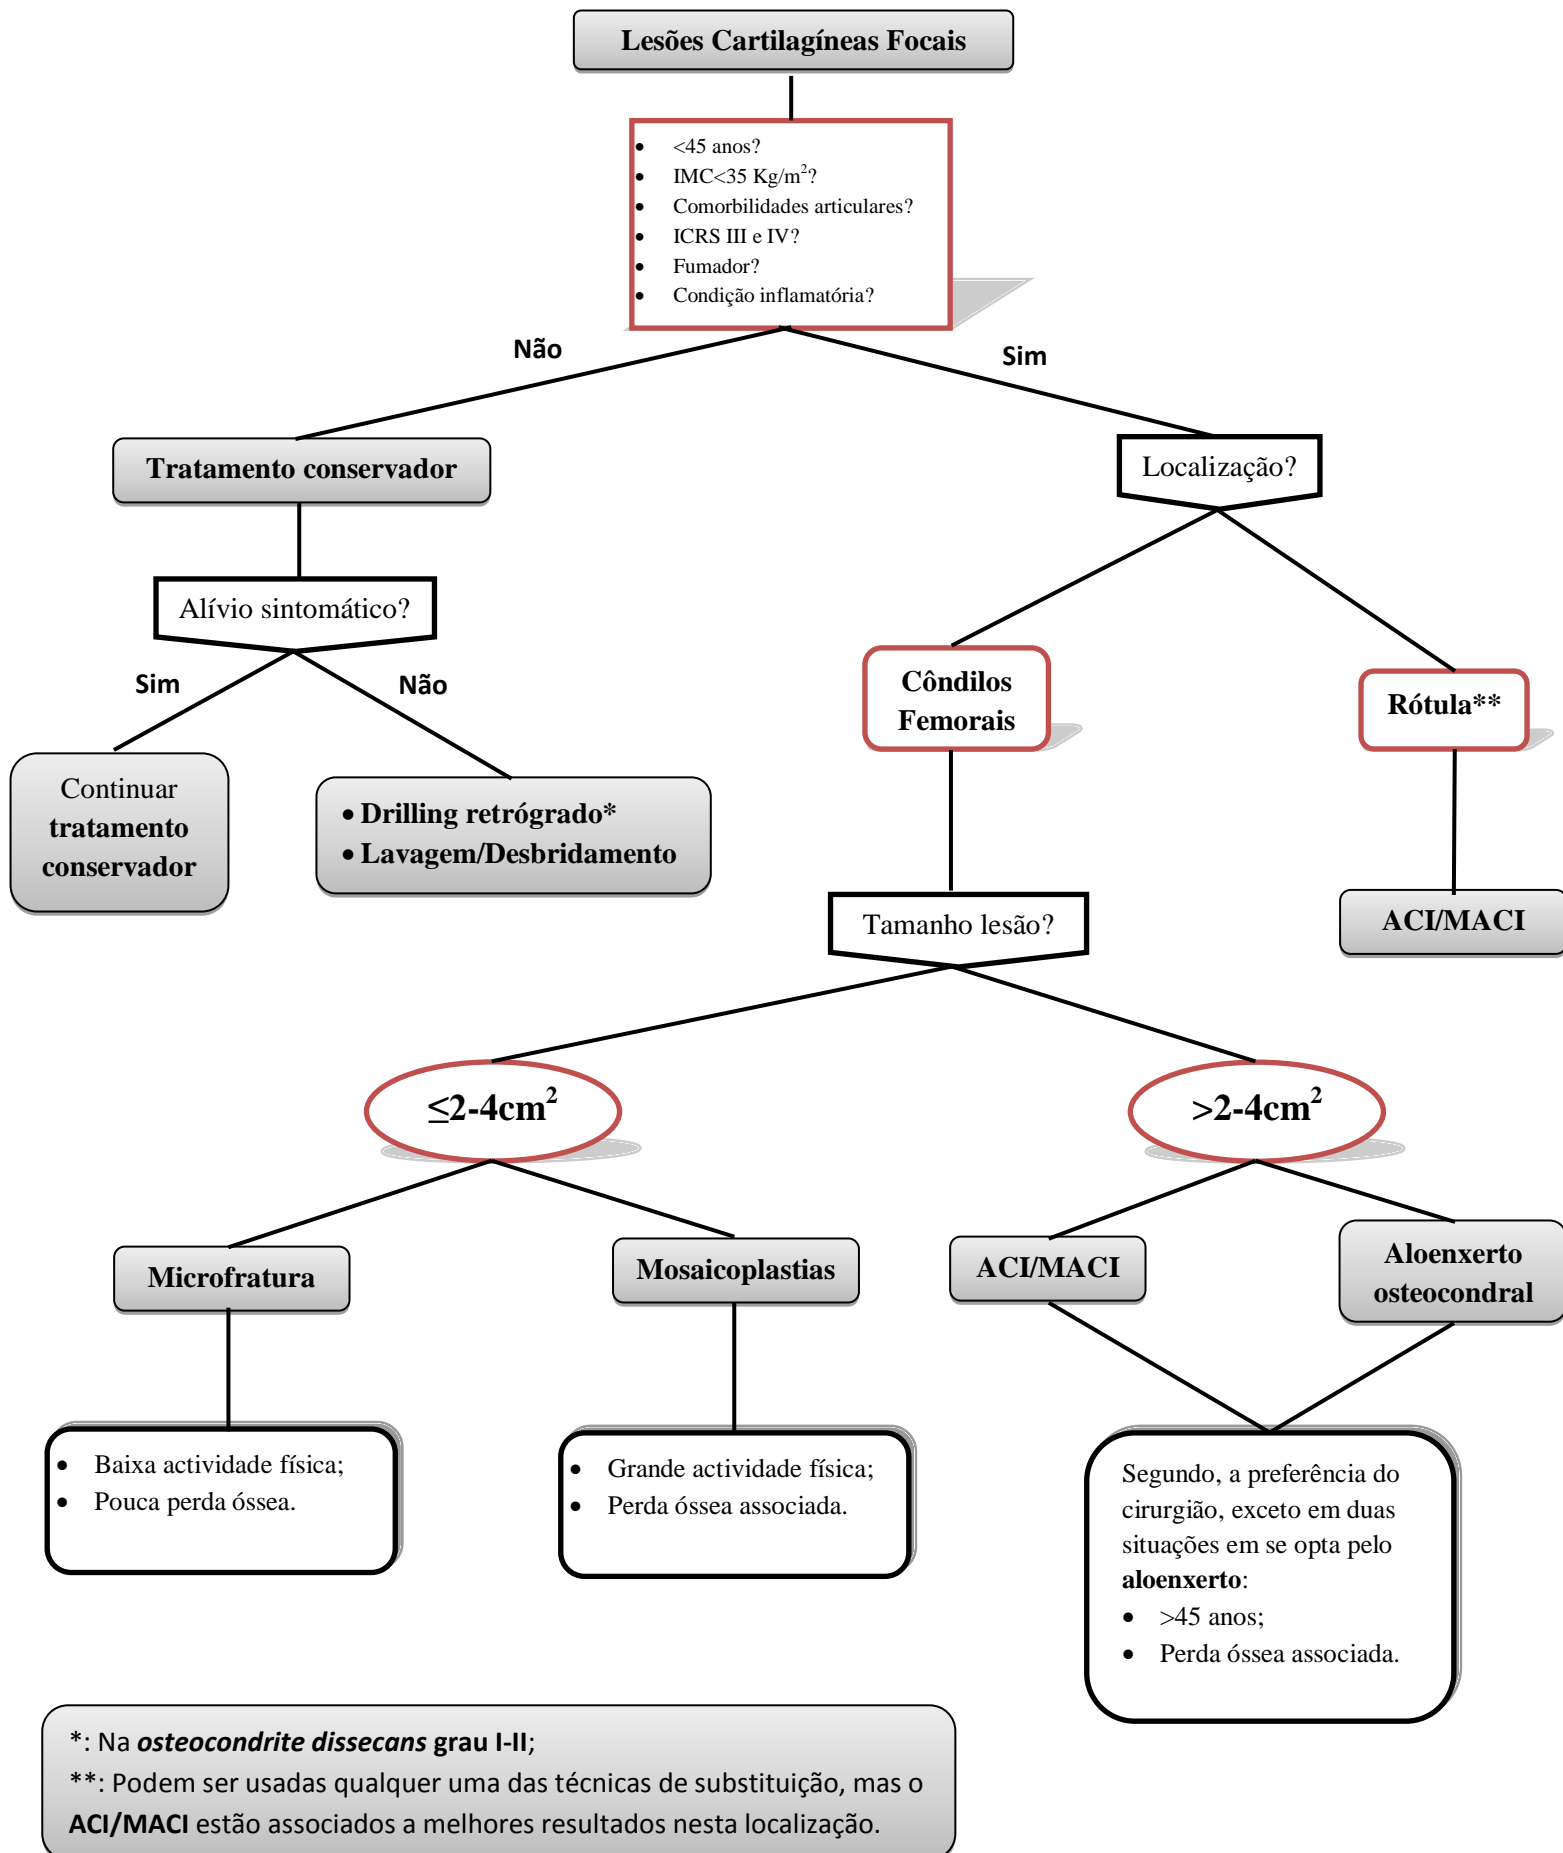 Lesões Cartilagíneas Focais
• <45 anos?
• IMC<35 Kg/m²?
• Comorbilidades articulares?
• ICRS III e IV?
• Fumador?
• Condição inflamatória?
Não
Sim
Tratamento conservador
Localização?
Alívio sintomático?
Sim
Não
Côndilos
Femorais
Rótula**
Continuar
tratamento
conservador
• Drilling retrógrado*
• Lavagem/Desbridamento
Tamanho lesão?
ACI/MACI
≤2-4cm²
>2-4cm²
Microfratura
Mosaicoplastias
ACI/MACI
Aloenxerto
osteocondral
• Baixa actividade física;
• Pouca perda óssea.
• Grande actividade física;
• Perda óssea associada.
Segundo, a preferência do
cirurgião, exceto em duas
situações em se opta pelo
aloenxerto:
• >45 anos;
• Perda óssea associada.
*: Na osteocondrite dissecans grau I-II;
**: Podem ser usadas qualquer uma das técnicas de substituição, mas o
ACI/MACI estão associados a melhores resultados nesta localização.